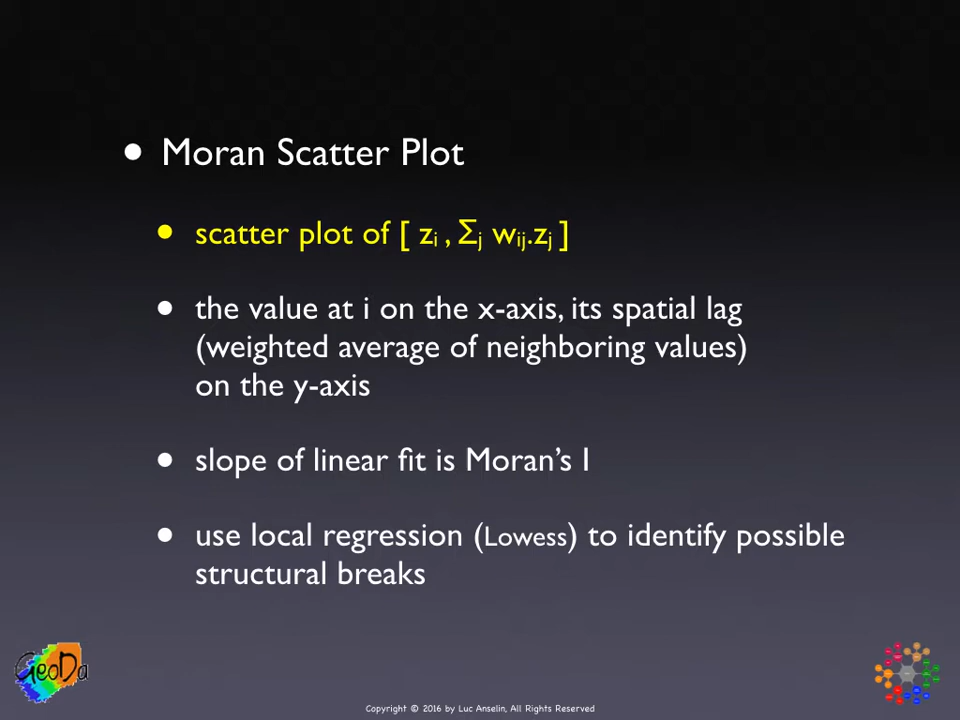 • Moran Scatter Plot
• scatter plot of [ zᵢ , Σⱼ wᵢⱼ.zⱼ ]
• the value at i on the x-axis, its spatial lag
(weighted average of neighboring values)
on the y-axis
• slope of linear fit is Moran’s I
• use local regression (Lowess) to identify possible
structural breaks
GeoDa
Copyright © 2016 by Luc Anselin, All Rights Reserved